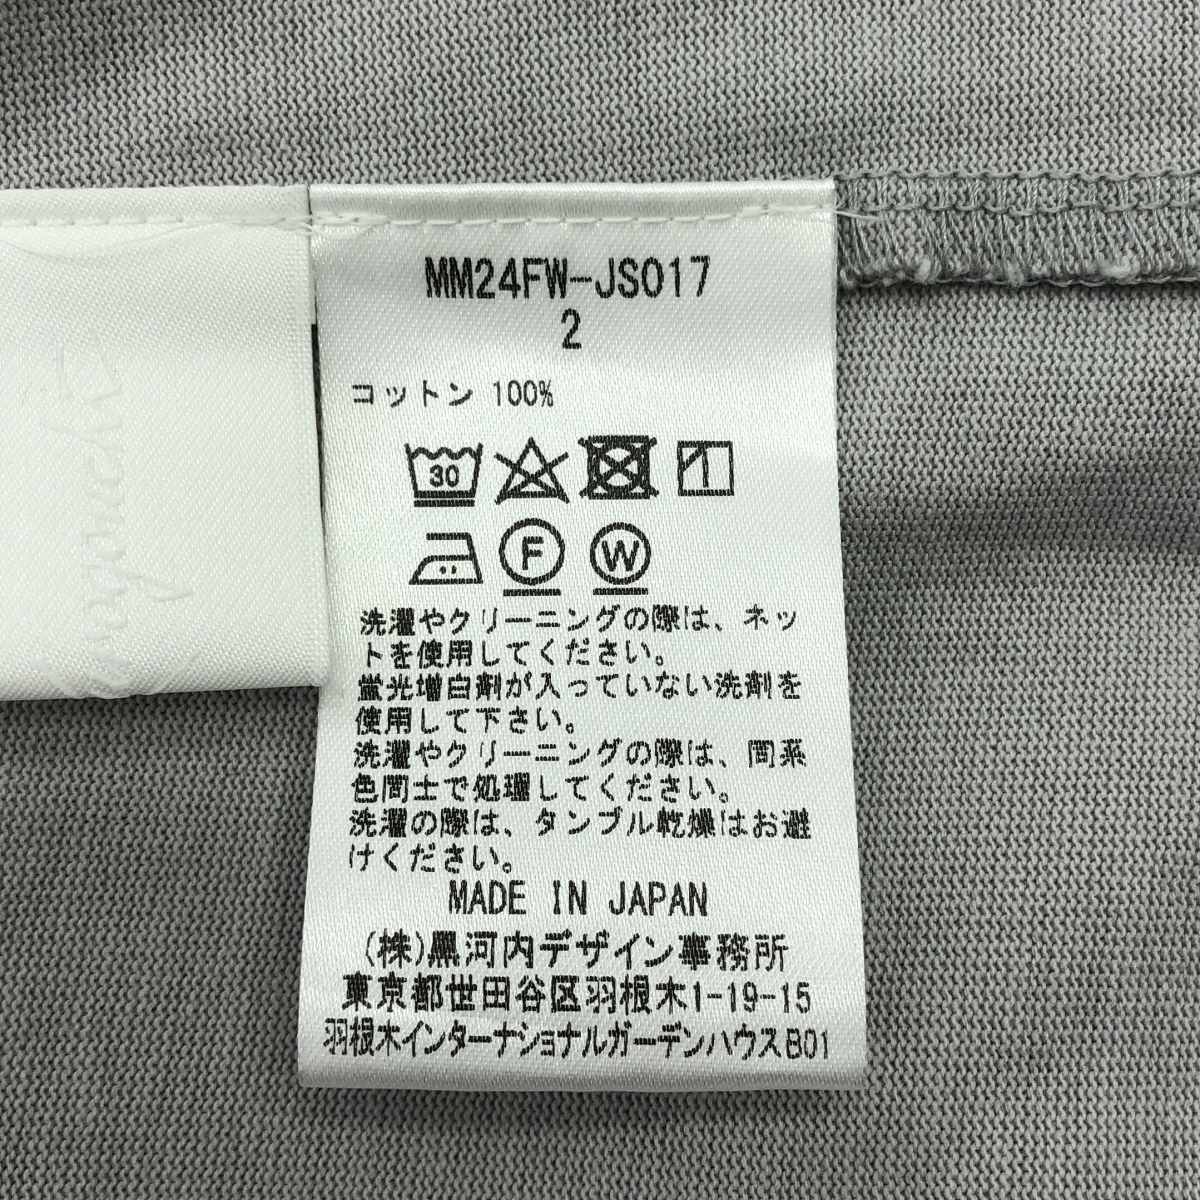 MM24FW-JS017
2
コットン 100%
30
F W
洗濯やクリーニングの際は、ネッ
トを使用してください。
蛍光増白剤が入っていない洗剤を
使用して下さい。
洗濯やクリーニングの際は、同系
色同士で処理してください。
洗濯の際は、タンブル乾燥はお避
けください。
MADE IN JAPAN
(株)黒河内デザイン事務所
東京都世田谷区羽根木1-19-15
羽根木インターナショナルガーデンハウスB01